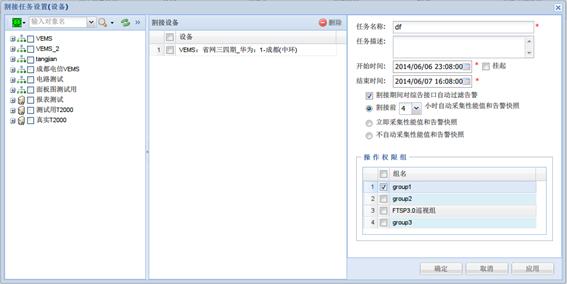 割接任务设置(设备)
输入对象名
VEMS
VEMS_2
tangjian
成都电信VEMS
电路测试
面板图测试
报表测试
测试用T2000
真实T2000
割接设备
删除
设备
1 VEMS：省网三四期_华为：1-成都(中环)
任务名称: df *
任务描述:
开始时间: 2014/06/06 23:08:00 * 挂起
结束时间: 2014/06/07 16:08:00 *
割接期间对综告接口自动过滤告警
割接前 4 小时自动采集性能值和告警快照
立即采集性能值和告警快照
不自动采集性能值和告警快照
操作权限组
组名
1 group1
2 group2
3 FTSP3.0巡视组
4 group3
确定 取消 应用